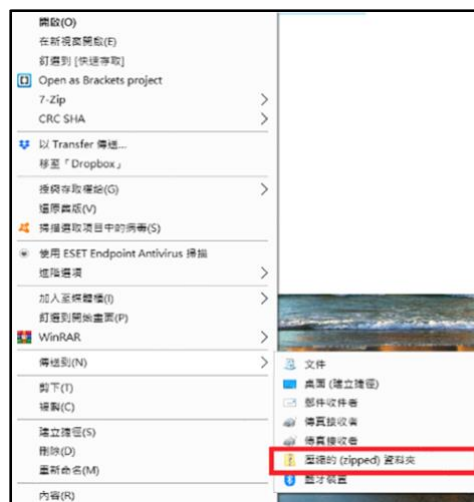 開啟(O)
在新視窗開啟(E)
釘選到 [快速存取]
Open as Brackets project
7-Zip
CRC SHA
以 Transfer 傳送...
移至「Dropbox」
授與存取權給(G)
還原舊版(V)
掃描選取項目中的病毒(S)
使用 ESET Endpoint Antivirus 掃描
進階選項
加入至媒體櫃(I)
釘選到開始畫面(P)
WinRAR
傳送到(N)
文件
桌面 (建立捷徑)
郵件收件者
傳真接收者
傳真接收者
壓縮的 (zipped) 資料夾
藍牙裝置
剪下(T)
複製(C)
建立捷徑(S)
刪除(D)
重新命名(M)
內容(R)